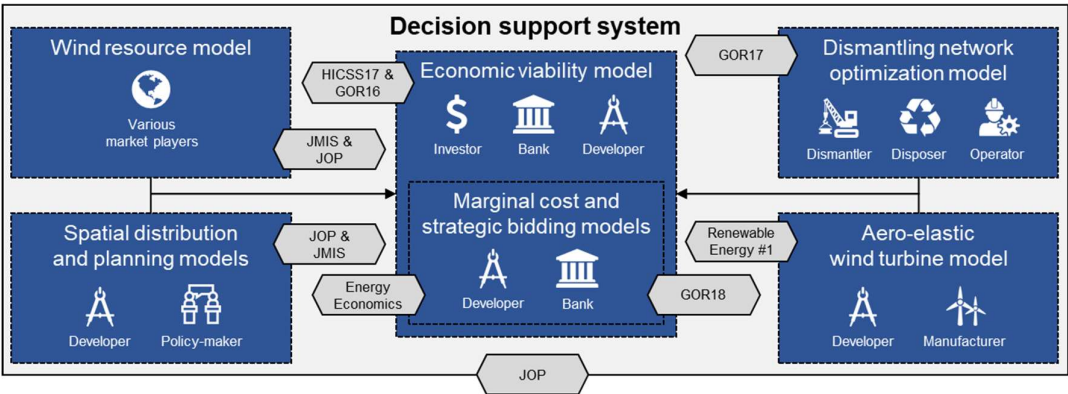 Decision support system
Wind resource model
Various
market players
HICSS17 &
GOR16
JMIS &
JOP
Economic viability model
Investor
Bank
Developer
GOR17
Dismantling network
optimization model
Dismantler
Disposer
Operator
Spatial distribution
and planning models
Developer
Policy-maker
JOP &
JMIS
Energy
Economics
Marginal cost and
strategic bidding models
Developer
Bank
Renewable
Energy #1
GOR18
Aero-elastic
wind turbine model
Developer
Manufacturer
JOP